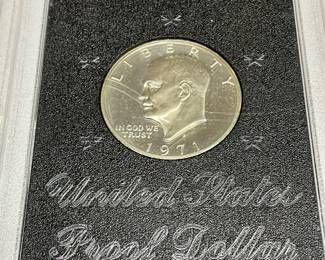 LIBERTY
IN GOD WE
TRUST
1971
United States
Proof Dollar